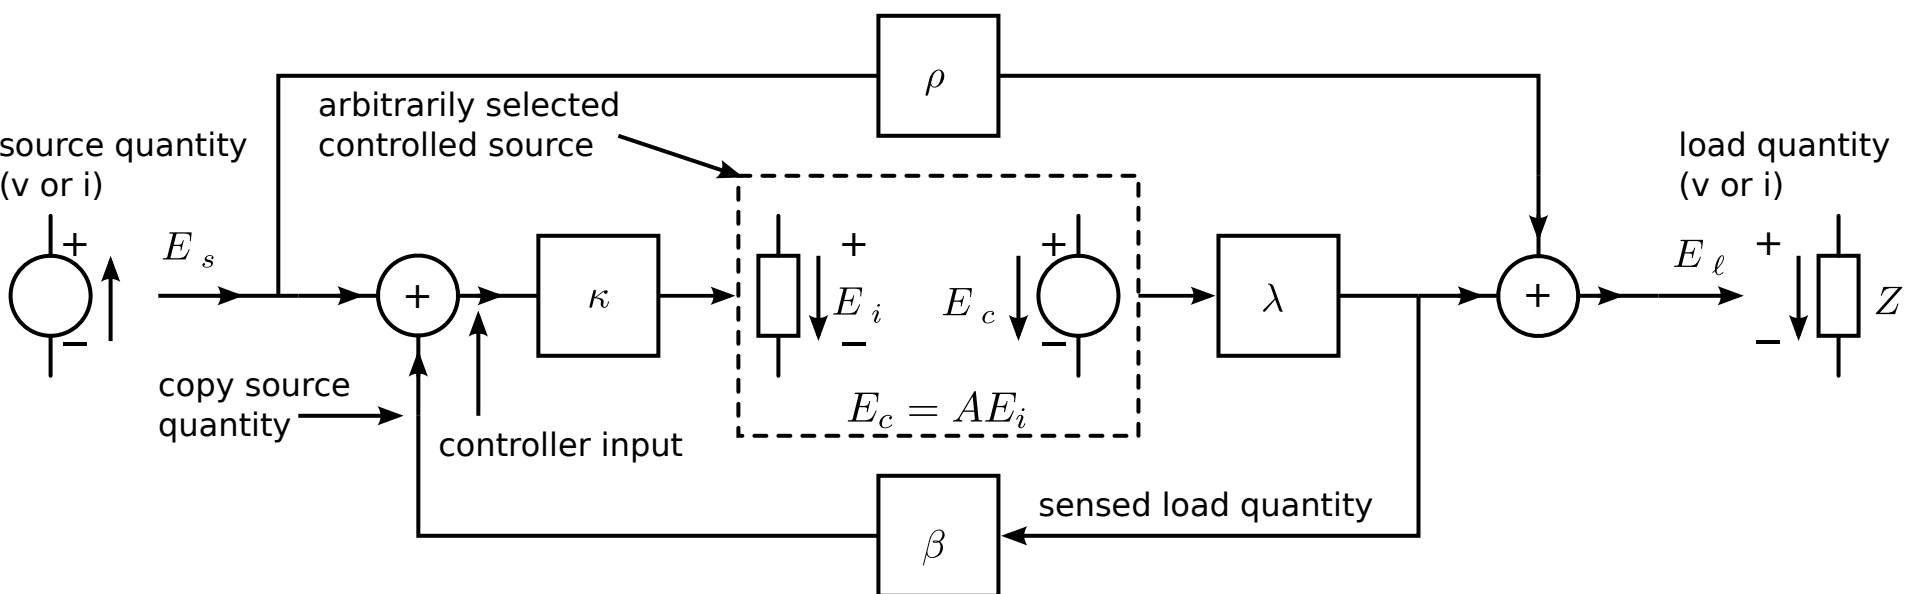 ρ
arbitrarily selected
controlled source
source quantity
(v or i)
load quantity
(v or i)
+
−
E s
+
κ
+
E i
−
+
E c
−
E_c = AE_i
λ
+
E ℓ
+
−
Z
copy source
quantity
controller input
sensed load quantity
β